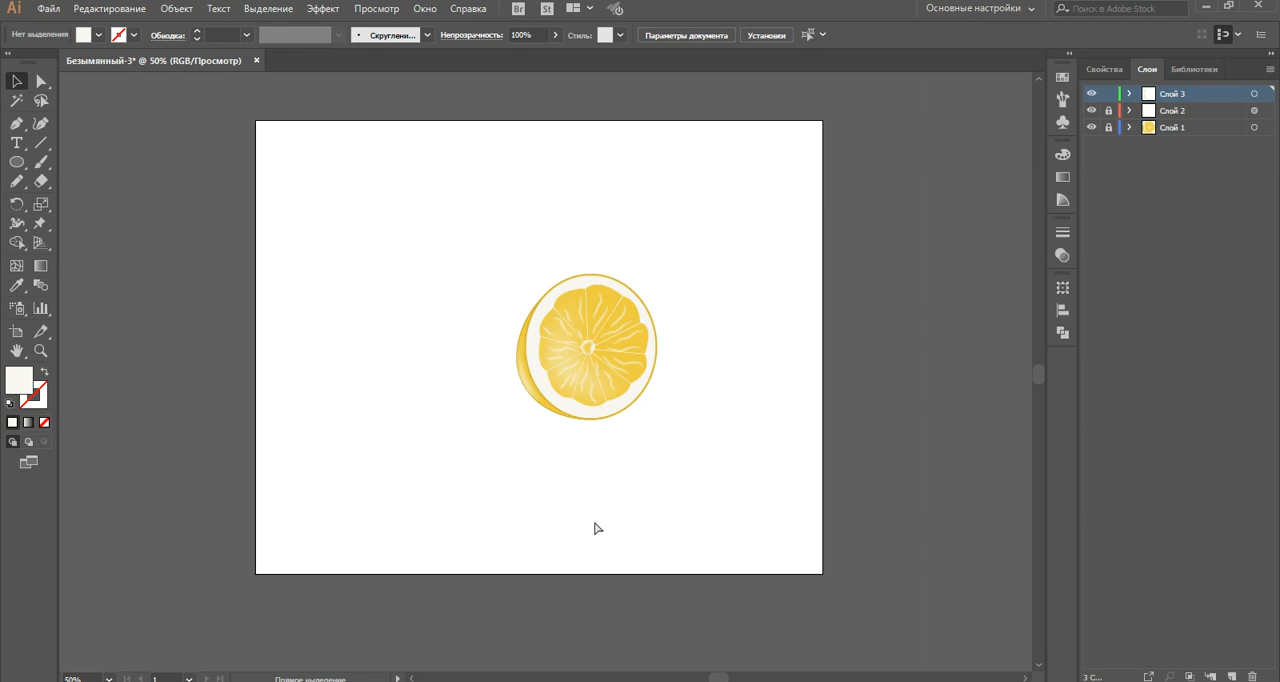 Ai Файл Редактирование Объект Текст Выделение Эффект Просмотр Окно Справка Br St Основные настройки Поиск в Adobe Stock
Нет выделения Обводка: Скруглени... Непрозрачность: 100% Стиль: Параметры документа Установки
Безымянный-3* @ 50% (RGB/Просмотр) ×
Свойства Слои Библиотеки
Слой 3
Слой 2
Слой 1
T
50% 1 Прямое выделение 3 С...